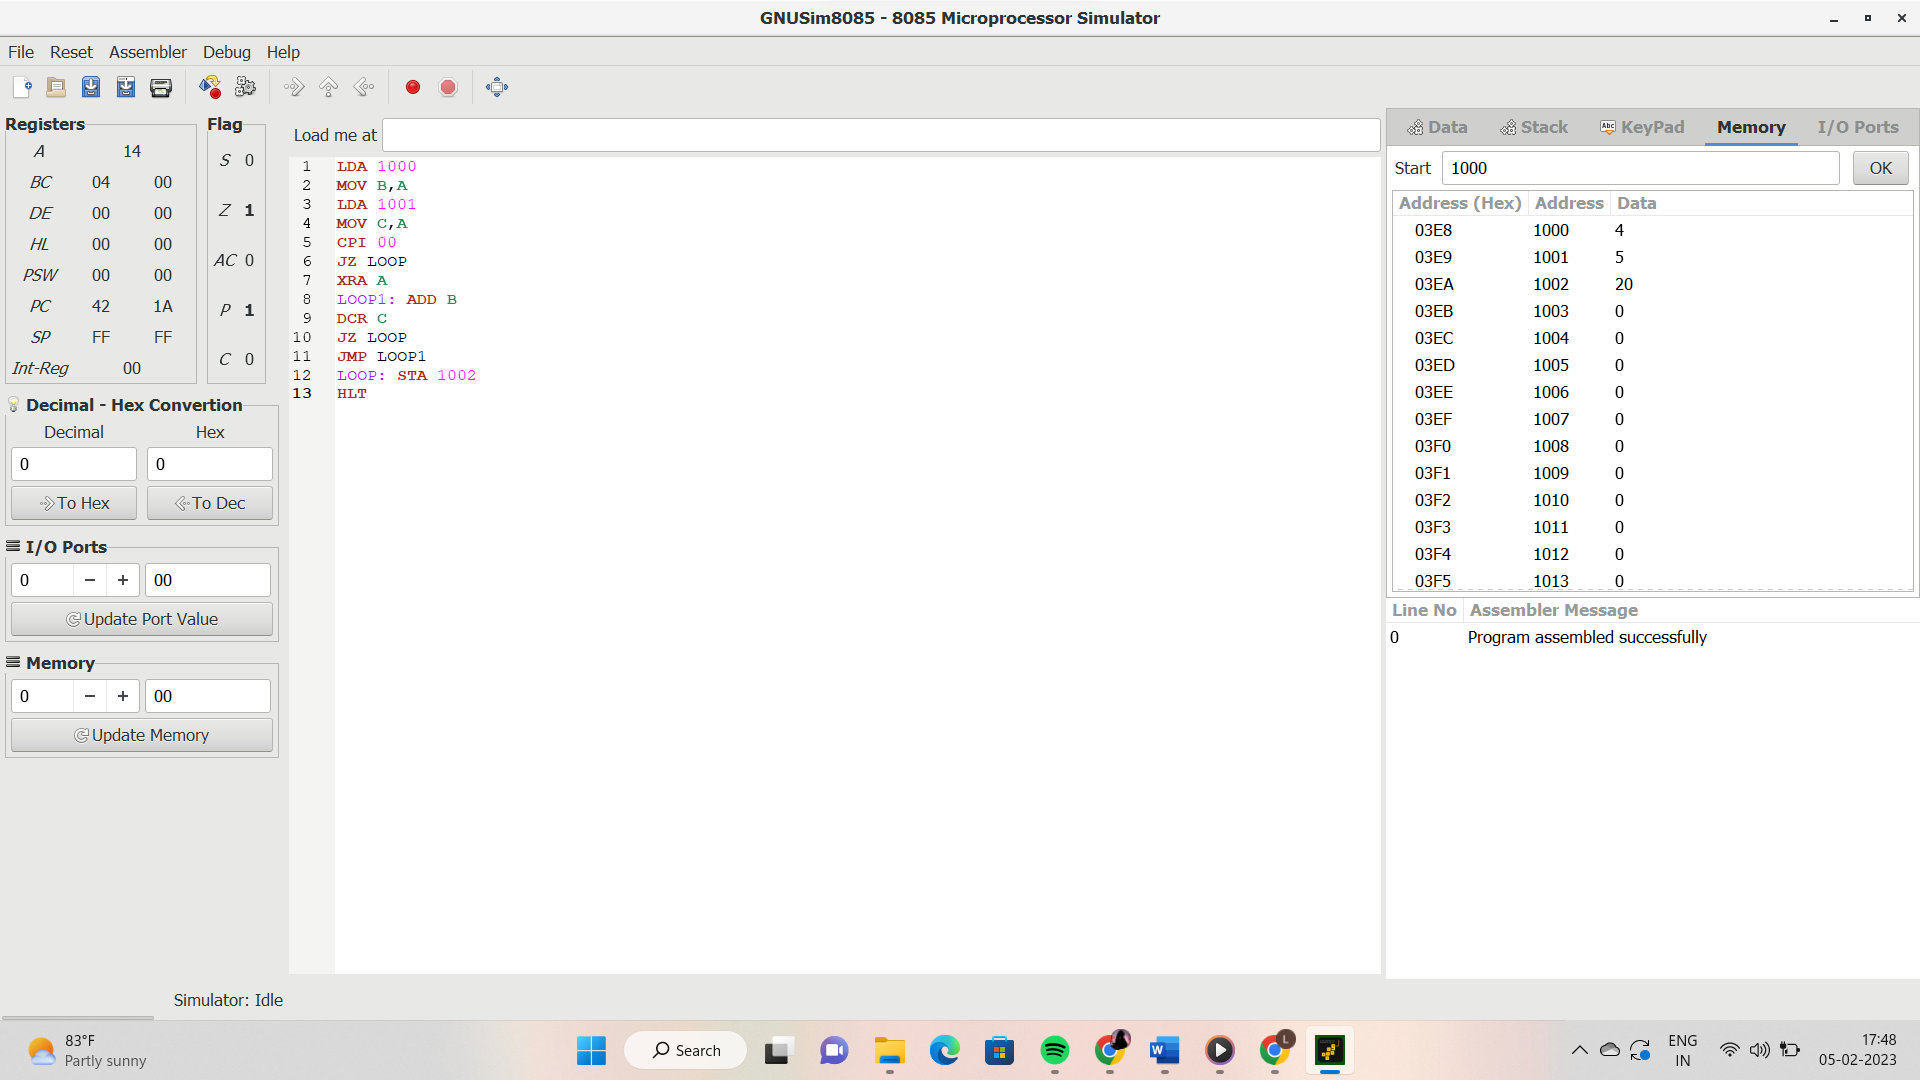 GNUSim8085 - 8085 Microprocessor Simulator
File Reset Assembler Debug Help
Registers
A 14
BC 04 00
DE 00 00
HL 00 00
PSW 00 00
PC 42 1A
SP FF FF
Int-Reg 00
Flag
S 0
Z 1
AC 0
P 1
C 0
Decimal - Hex Convertion
Decimal Hex
0 0
To Hex To Dec
I/O Ports
0 − + 00
Update Port Value
Memory
0 − + 00
Update Memory
Load me at
1 LDA 1000
2 MOV B,A
3 LDA 1001
4 MOV C,A
5 CPI 00
6 JZ LOOP
7 XRA A
8 LOOP1: ADD B
9 DCR C
10 JZ LOOP
11 JMP LOOP1
12 LOOP: STA 1002
13 HLT
Data Stack Abc KeyPad Memory I/O Ports
Start 1000 OK
Address (Hex) Address Data
03E8 1000 4
03E9 1001 5
03EA 1002 20
03EB 1003 0
03EC 1004 0
03ED 1005 0
03EE 1006 0
03EF 1007 0
03F0 1008 0
03F1 1009 0
03F2 1010 0
03F3 1011 0
03F4 1012 0
03F5 1013 0
Line No Assembler Message
0 Program assembled successfully
Simulator: Idle
83°F
Partly sunny
Search
W
L
ENG
IN
17:48
05-02-2023